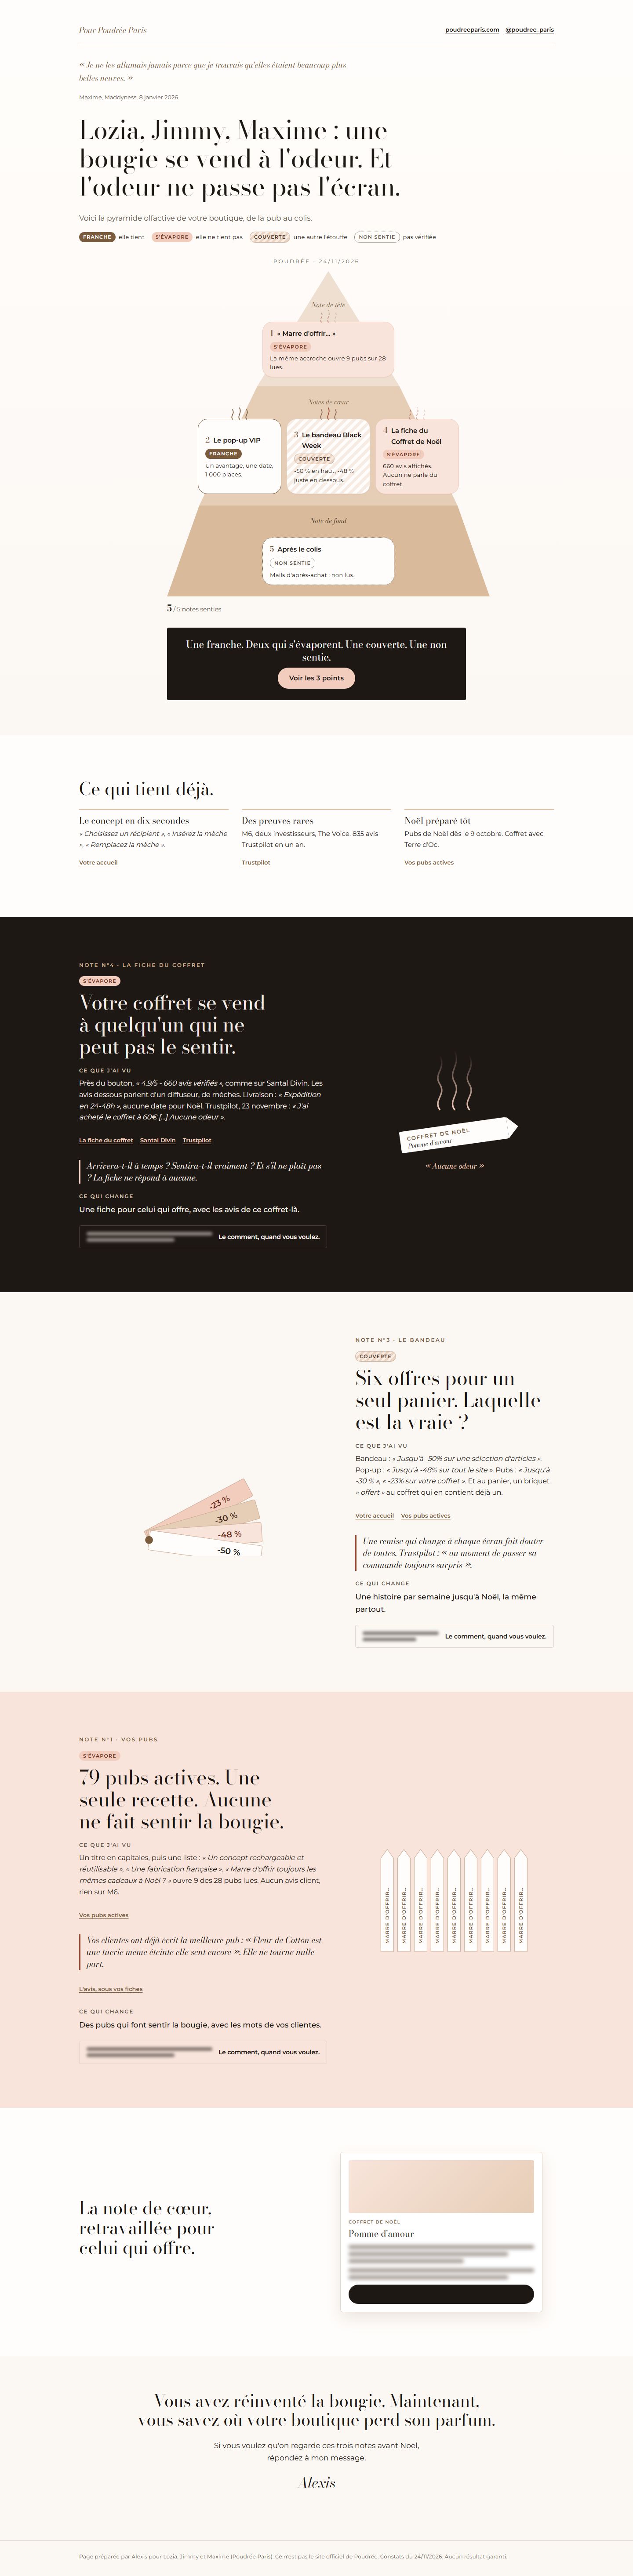 Pour Poudrée Paris
poudreeparis.com @poudree_paris
« Je ne les allumais jamais parce que je trouvais qu'elles étaient beaucoup plus
belles neuves. »
Maxime, Maddyness, 8 janvier 2026
Lozia, Jimmy, Maxime : une
bougie se vend à l'odeur. Et
l'odeur ne passe pas l'écran.
Voici la pyramide olfactive de votre boutique, de la pub au colis.
FRANCHE elle tient S'ÉVAPORE elle ne tient pas COUVERTE une autre l'étouffe NON SENTIE pas vérifiée
POUDRÉE · 24/11/2026
Note de tête
1 « Marre d'offrir... »
S'ÉVAPORE
La même accroche ouvre 9 pubs sur 28
lues.
Notes de cœur
2 Le pop-up VIP
FRANCHE
Un avantage, une date,
1 000 places.
3 Le bandeau Black
Week
COUVERTE
-50 % en haut, -48 %
juste en dessous.
4 La fiche du
Coffret de Noël
S'ÉVAPORE
660 avis affichés.
Aucun ne parle du
coffret.
Note de fond
5 Après le colis
NON SENTIE
Mails d'après-achat : non lus.
5 / 5 notes senties
Une franche. Deux qui s'évaporent. Une couverte. Une non
sentie.
Voir les 3 points
Ce qui tient déjà.
Le concept en dix secondes
« Choisissez un récipient », « Insérez la mèche
», « Remplacez la mèche ».
Votre accueil
Des preuves rares
M6, deux investisseurs, The Voice. 835 avis
Trustpilot en un an.
Trustpilot
Noël préparé tôt
Pubs de Noël dès le 9 octobre. Coffret avec
Terre d'Oc.
Vos pubs actives
NOTE N°4 · LA FICHE DU COFFRET
S'ÉVAPORE
Votre coffret se vend
à quelqu'un qui ne
peut pas le sentir.
CE QUE J'AI VU
Près du bouton, « 4.9/5 - 660 avis vérifiés », comme sur Santal Divin. Les
avis dessous parlent d'un diffuseur, de mèches. Livraison : « Expédition
en 24-48h », aucune date pour Noël. Trustpilot, 23 novembre : « J'ai
acheté le coffret à 60€ [...] Aucune odeur ».
La fiche du coffret Santal Divin Trustpilot
Arrivera-t-il à temps ? Sentira-t-il vraiment ? Et s'il ne plaît pas
? La fiche ne répond à aucune.
CE QUI CHANGE
Une fiche pour celui qui offre, avec les avis de ce coffret-là.
Le comment, quand vous voulez.
COFFRET DE NOËL
Pomme d'amour
« Aucune odeur »
NOTE N°3 · LE BANDEAU
COUVERTE
Six offres pour un
seul panier. Laquelle
est la vraie ?
CE QUE J'AI VU
Bandeau : « Jusqu'à -50% sur une sélection d'articles ».
Pop-up : « Jusqu'à -48% sur tout le site ». Pubs : « Jusqu'à
-30 % », « -23% sur votre coffret ». Et au panier, un briquet
« offert » au coffret qui en contient déjà un.
Votre accueil Vos pubs actives
Une remise qui change à chaque écran fait douter
de toutes. Trustpilot : « au moment de passer sa
commande toujours surpris ».
CE QUI CHANGE
Une histoire par semaine jusqu'à Noël, la même
partout.
Le comment, quand vous voulez.
-23 %
-30 %
-48 %
-50 %
NOTE N°1 · VOS PUBS
S'ÉVAPORE
79 pubs actives. Une
seule recette. Aucune
ne fait sentir la bougie.
CE QUE J'AI VU
Un titre en capitales, puis une liste : « Un concept rechargeable et
réutilisable », « Une fabrication française ». « Marre d'offrir toujours les
mêmes cadeaux à Noël ? » ouvre 9 des 28 pubs lues. Aucun avis client,
rien sur M6.
Vos pubs actives
Vos clientes ont déjà écrit la meilleure pub : « Fleur de Cotton est
une tuerie meme éteinte elle sent encore ». Elle ne tourne nulle
part.
L'avis, sous vos fiches
CE QUI CHANGE
Des pubs qui font sentir la bougie, avec les mots de vos clientes.
Le comment, quand vous voulez.
MARRE D'OFFRIR…
MARRE D'OFFRIR…
MARRE D'OFFRIR…
MARRE D'OFFRIR…
MARRE D'OFFRIR…
MARRE D'OFFRIR…
MARRE D'OFFRIR…
MARRE D'OFFRIR…
MARRE D'OFFRIR…
La note de cœur,
retravaillée pour
celui qui offre.
COFFRET DE NOËL
Pomme d'amour
Vous avez réinventé la bougie. Maintenant,
vous savez où votre boutique perd son parfum.
Si vous voulez qu'on regarde ces trois notes avant Noël,
répondez à mon message.
Alexis
Page préparée par Alexis pour Lozia, Jimmy et Maxime (Poudrée Paris). Ce n'est pas le site officiel de Poudrée. Constats du 24/11/2026. Aucun résultat garanti.